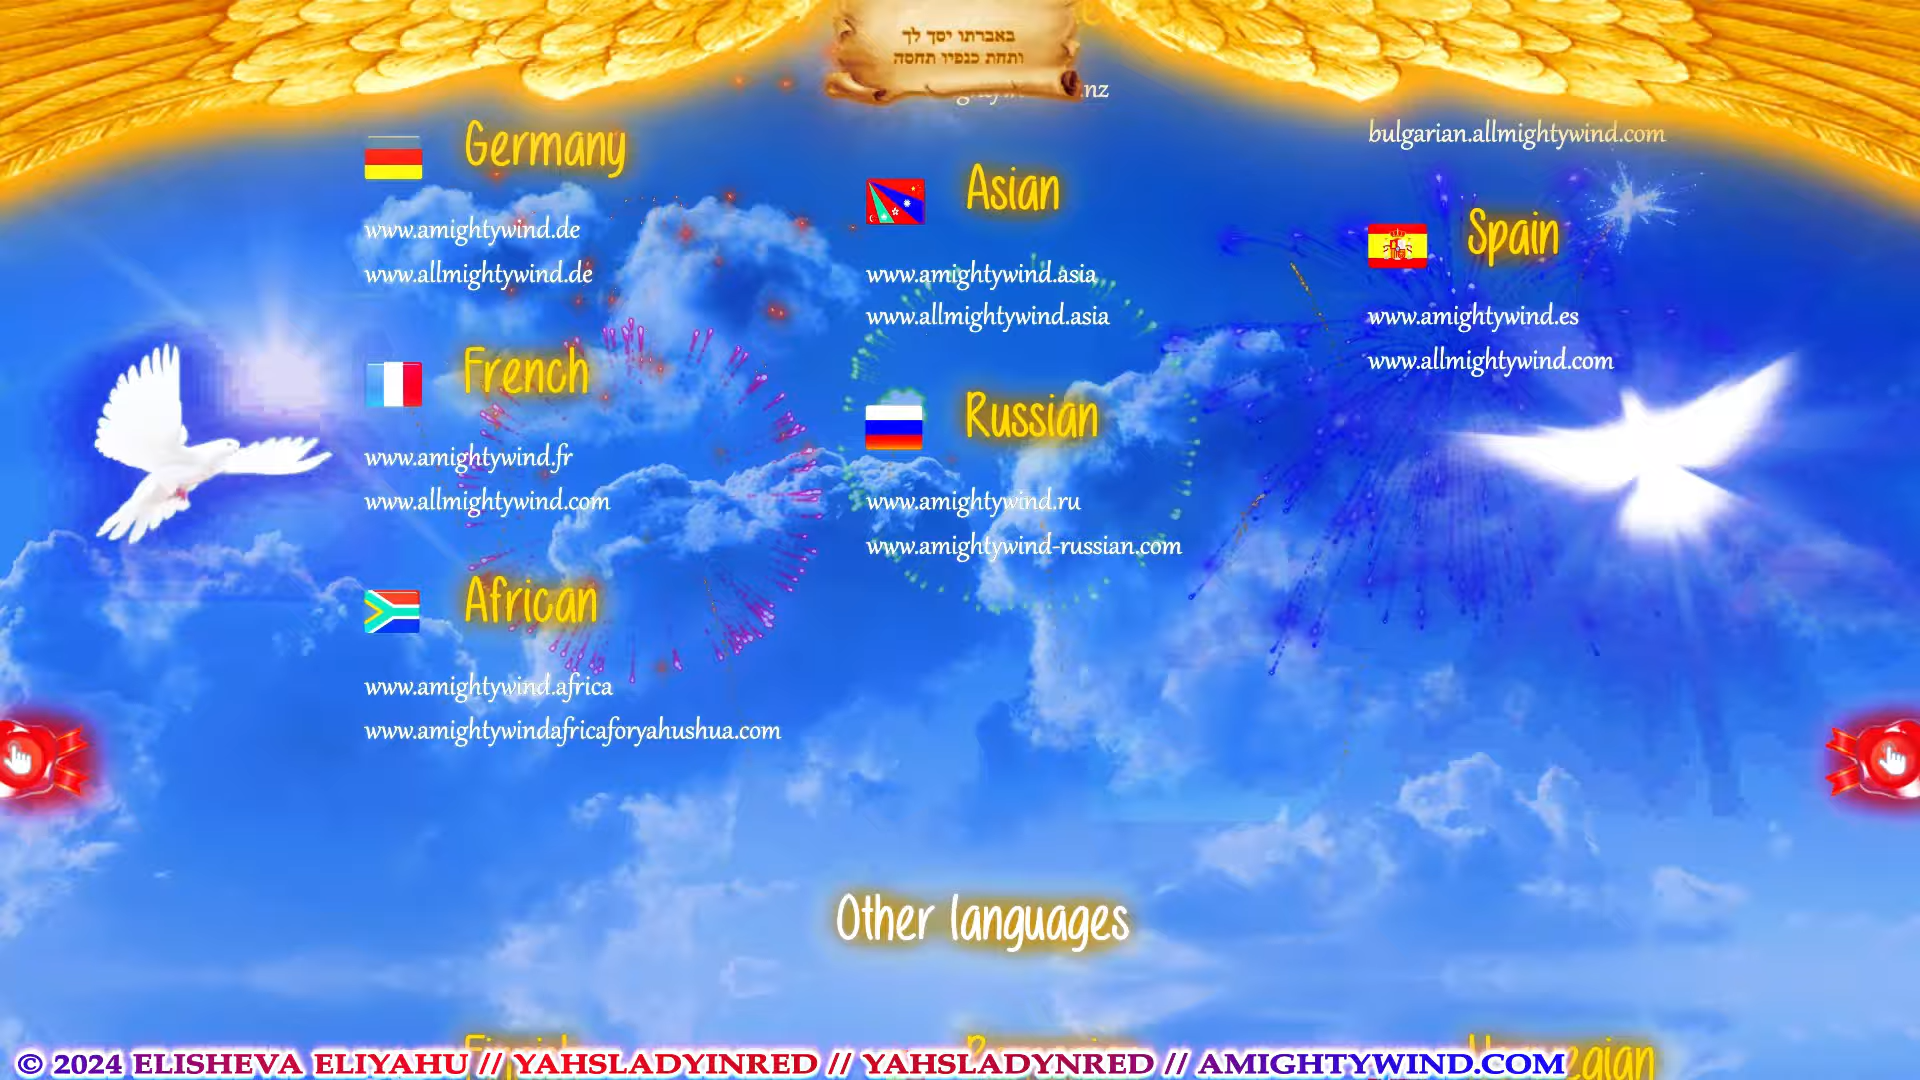 באברתו יסך לך
ותחת כנפיו תחסה
Germany
www.amightywind.de
www.allmightywind.de
French
www.amightywind.fr
www.allmightywind.com
African
www.amightywind.africa
www.amightywindafricaforyahushua.com
Asian
www.amightywind.asia
www.allmightywind.asia
Russian
www.amightywind.ru
www.amightywind-russian.com
bulgarian.allmightywind.com
Spain
www.amightywind.es
www.allmightywind.com
Other languages
© 2024 ELISHEVA ELIYAHU // YAHSLADYINRED // YAHSLADYNRED // AMIGHTYWIND.COM